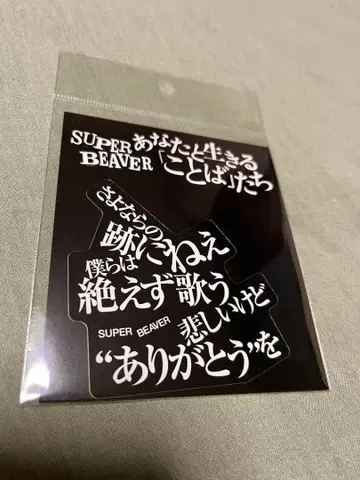 SUPER BEAVER
あなたと生きる
「ことば」たち
さよならの
跡にねえ
僕らは
絶えず歌う
悲しいけど
SUPER BEAVER
“ありがとう”を